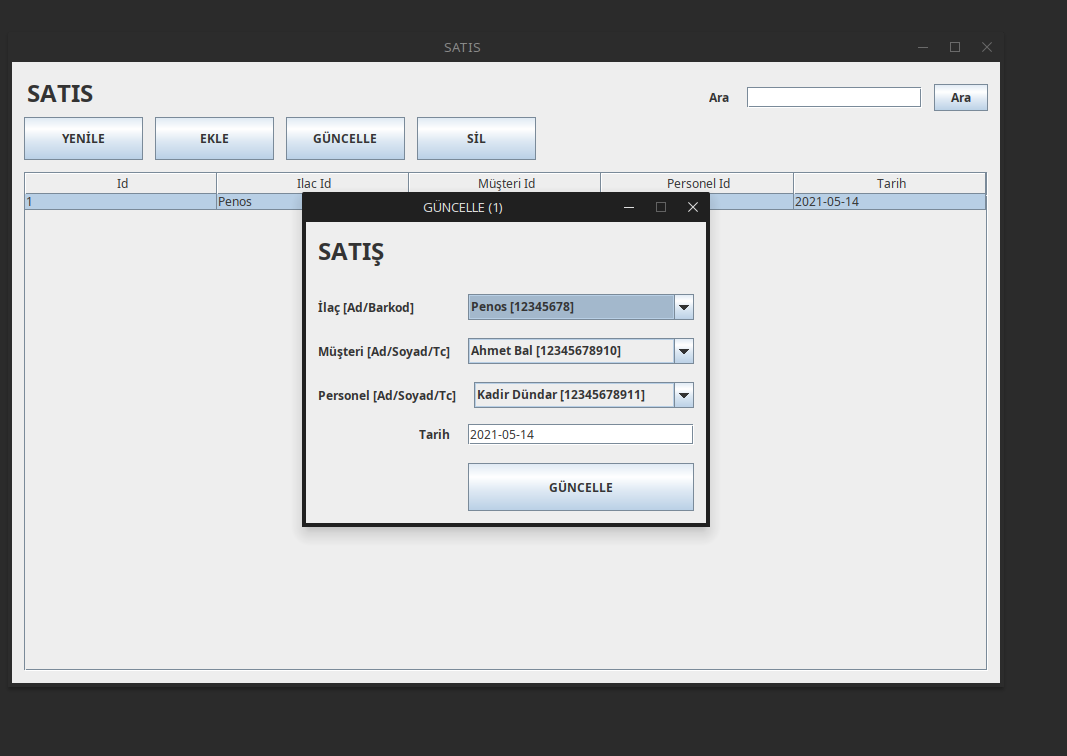 SATIS
SATIS
Ara
Ara
YENİLE
EKLE
GÜNCELLE
SİL
Id
Ilac Id
Müşteri Id
Personel Id
Tarih
1
Penos
2021-05-14
GÜNCELLE (1)
SATIŞ
İlaç [Ad/Barkod]
Penos [12345678]
Müşteri [Ad/Soyad/Tc]
Ahmet Bal [12345678910]
Personel [Ad/Soyad/Tc]
Kadir Dündar [12345678911]
Tarih
2021-05-14
GÜNCELLE